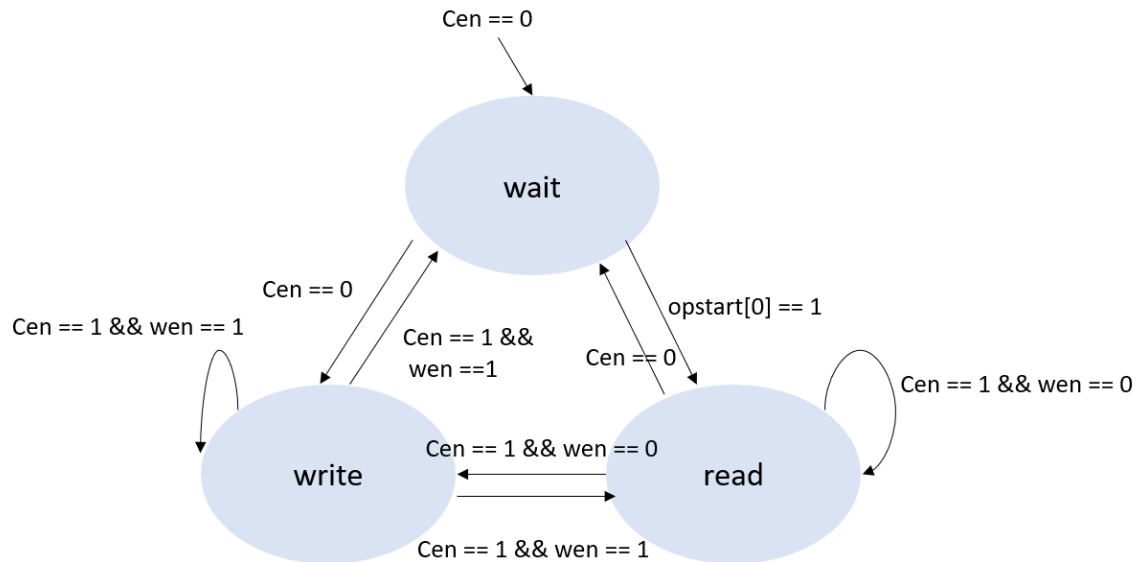 Cen == 0
wait
Cen == 0
opstart[0] == 1
Cen == 1 && wen == 1
Cen == 1 &&
wen ==1
Cen == 0
Cen == 1 && wen == 0
Cen == 1 && wen == 0
write
read
Cen == 1 && wen == 1